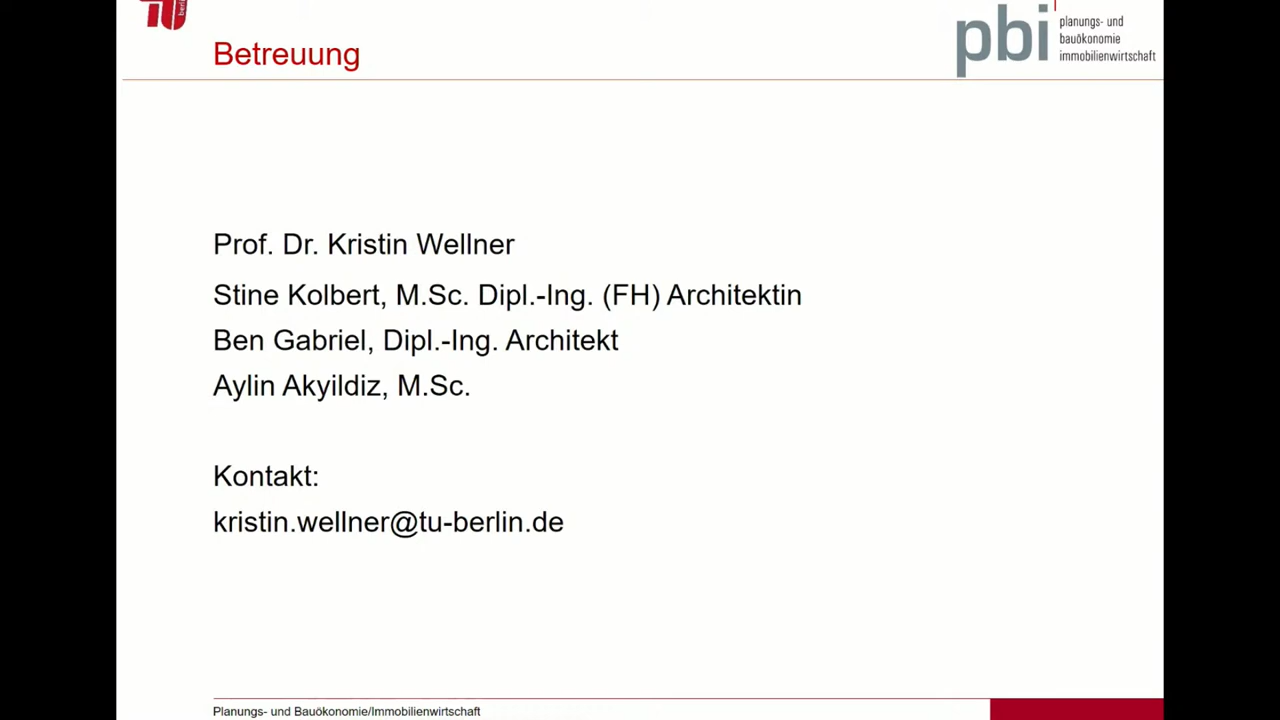 berlin
Betreuung
pbi
planungs- und
bauökonomie
immobilienwirtschaft
Prof. Dr. Kristin Wellner
Stine Kolbert, M.Sc. Dipl.-Ing. (FH) Architektin
Ben Gabriel, Dipl.-Ing. Architekt
Aylin Akyildiz, M.Sc.
Kontakt:
kristin.wellner@tu-berlin.de
Planungs- und Bauökonomie/Immobilienwirtschaft